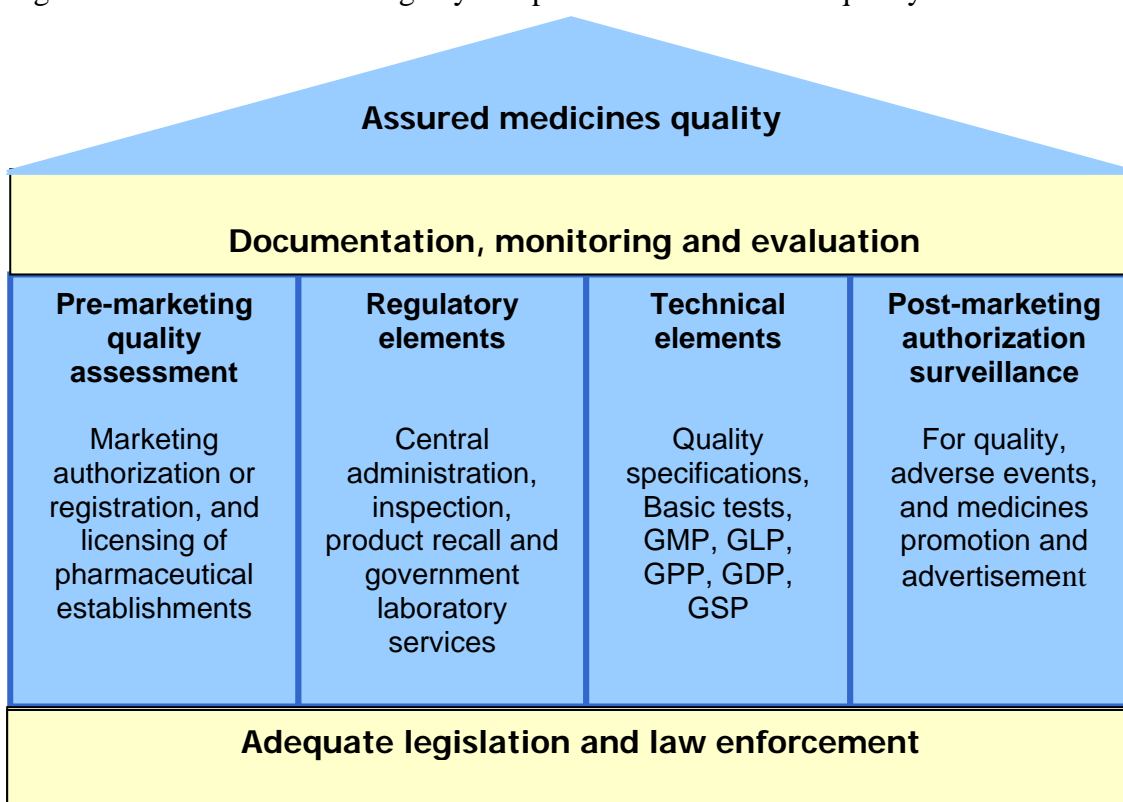 Assured medicines quality
Documentation, monitoring and evaluation
Pre-marketing
quality
assessment
Marketing
authorization or
registration, and
licensing of
pharmaceutical
establishments
Regulatory
elements
Central
administration,
inspection,
product recall and
government
laboratory
services
Technical
elements
Quality
specifications,
Basic tests,
GMP, GLP,
GPP, GDP,
GSP
Post-marketing
authorization
surveillance
For quality,
adverse events,
and medicines
promotion and
advertisement
Adequate legislation and law enforcement